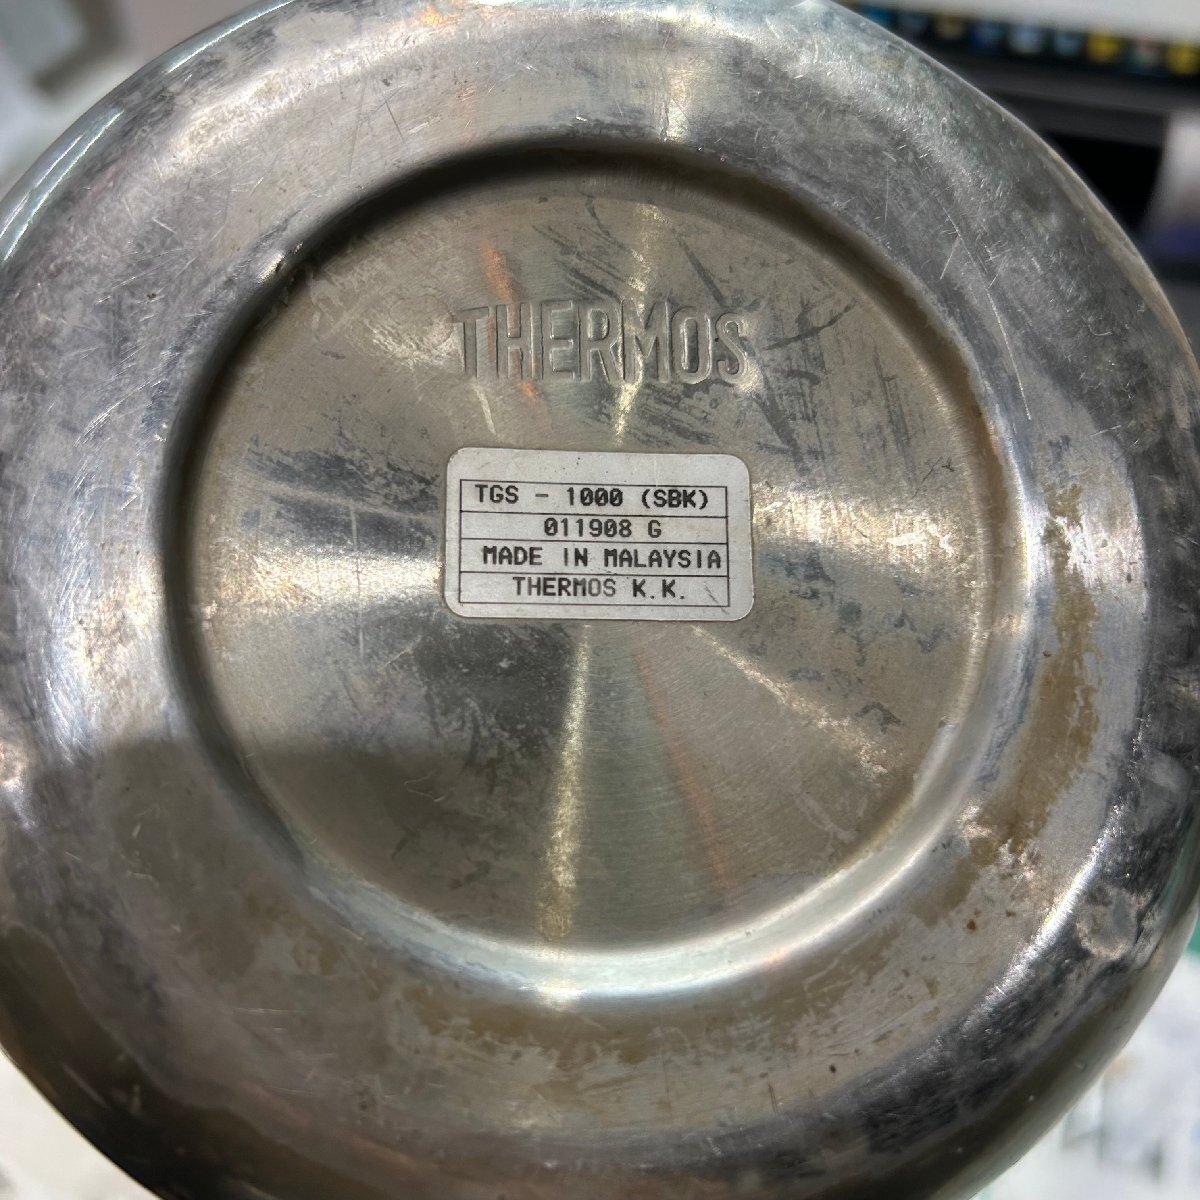 THERMOS
TGS - 1000 (SBK)
011908 G
MADE IN MALAYSIA
THERMOS K.K.